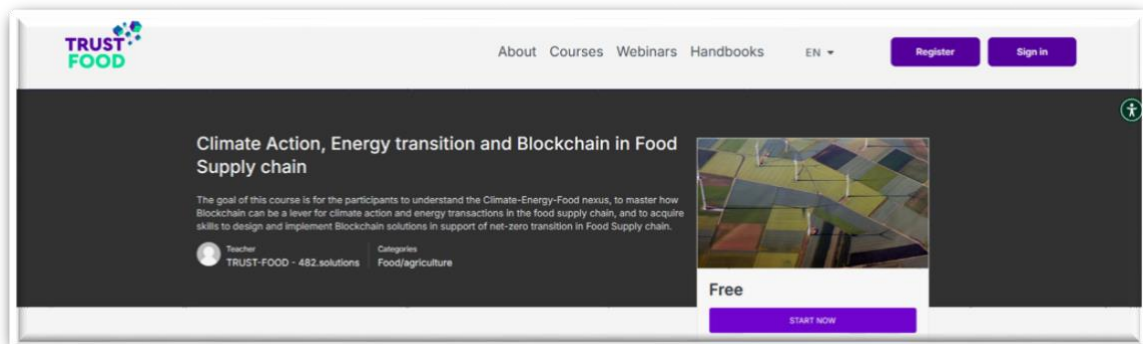 TRUST
FOOD
About Courses Webinars Handbooks EN
Register
Sign in
Climate Action, Energy transition and Blockchain in Food
Supply chain
The goal of this course is for the participants to understand the Climate-Energy-Food nexus, to master how
Blockchain can be a lever for climate action and energy transactions in the food supply chain, and to acquire
skills to design and implement Blockchain solutions in support of net-zero transition in Food Supply chain.
Teacher
TRUST-FOOD - 482.solutions
Categories
Food/agriculture
Free
START NOW